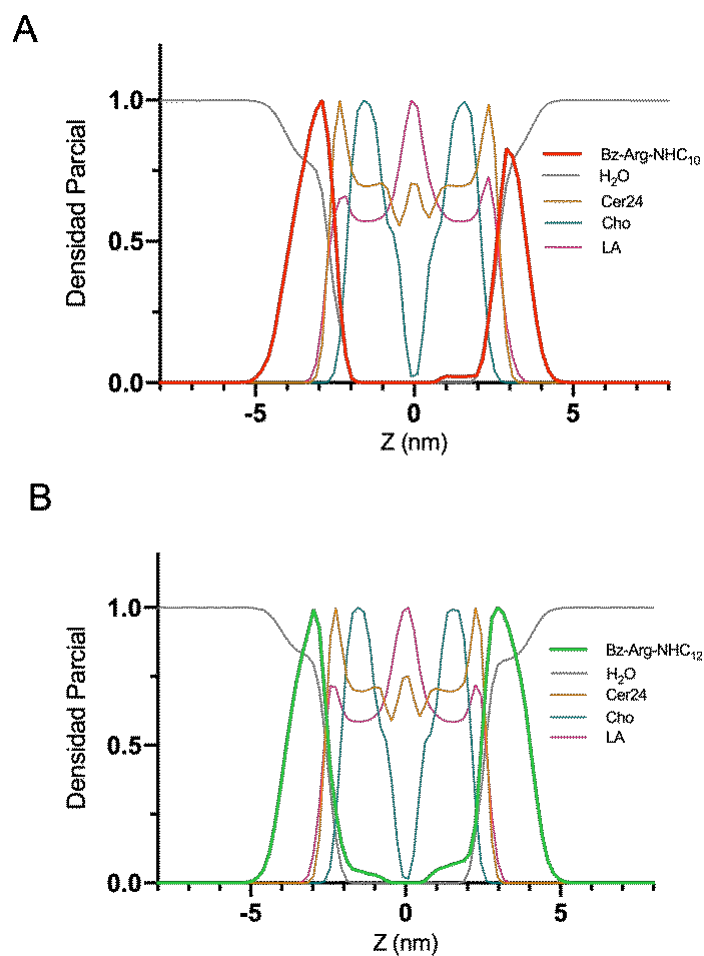 A
Densidad Parcial
1.0
0.5
0.0
-5
0
5
Z (nm)
Bz-Arg-NHC₁₀
H₂O
Cer24
Cho
LA
B
Densidad Parcial
1.0
0.5
0.0
-5
0
5
Z (nm)
Bz-Arg-NHC₁₂
H₂O
Cer24
Cho
LA